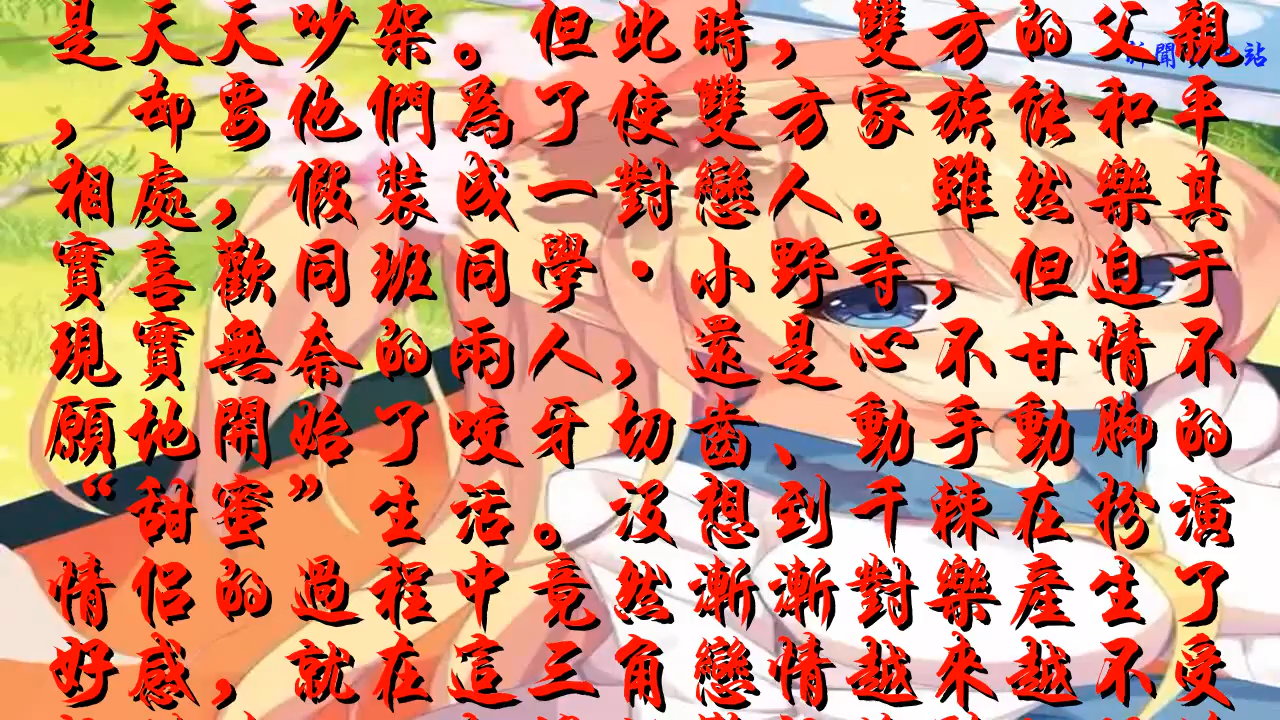 是天天吵架。但此時，雙方的父親
，却要他們為了使雙方家族能和平
相處，假裝成一對戀人。雖然樂其
實喜歡同班同學·小野寺，但迫于
現實無奈的兩人，還是心不甘情不
願地開始了咬牙切齒、動手動脚的
“甜蜜”生活。沒想到千棘在扮演
情侶的過程中竟然漸漸對樂産生了
好感，就在這三角戀情越來越不受